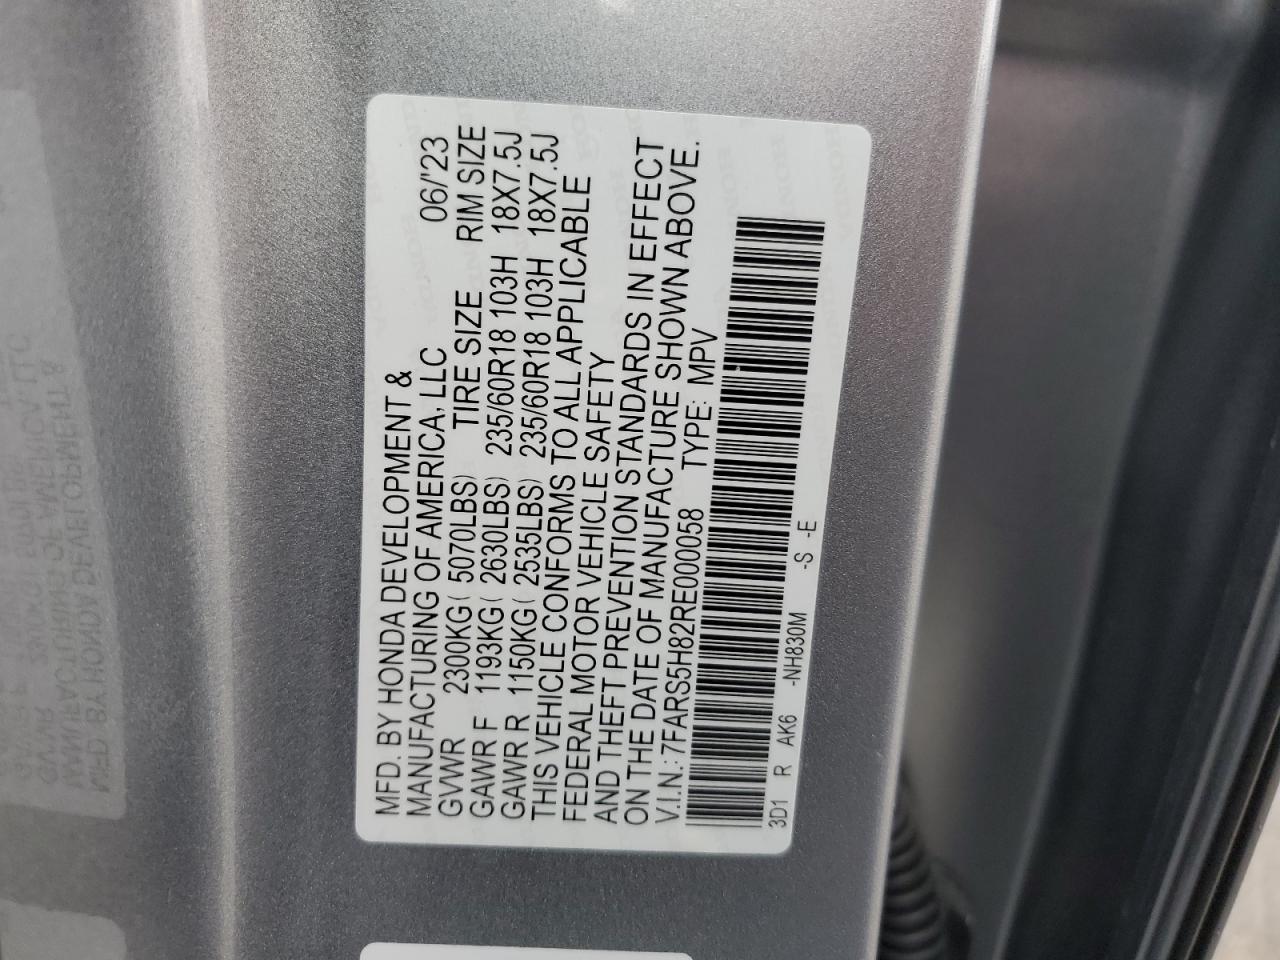 MFD. BY HONDA DEVELOPMENT &
MANUFACTURING OF AMERICA, LLC 06/'23
GVWR 2300KG( 5070LBS) TIRE SIZE RIM SIZE
GAWR F 1193KG( 2630LBS) 235/60R18 103H 18X7.5J
GAWR R 1150KG( 2535LBS) 235/60R18 103H 18X7.5J
THIS VEHICLE CONFORMS TO ALL APPLICABLE
FEDERAL MOTOR VEHICLE SAFETY
AND THEFT PREVENTION STANDARDS IN EFFECT
ON THE DATE OF MANUFACTURE SHOWN ABOVE.
V.I.N.: 7FARS5H82RE000058 TYPE: MPV
3D1 R AK6 -NH830M -S -E